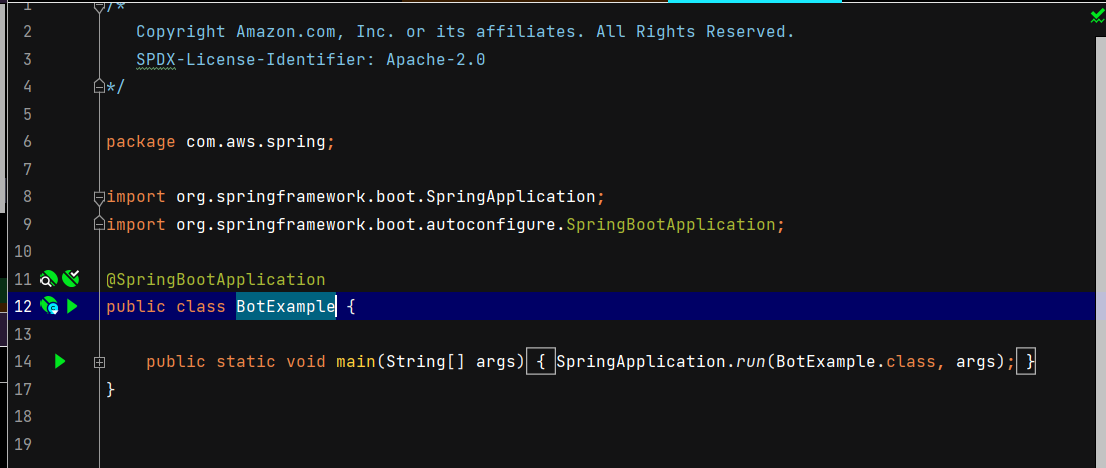 1 /*
2 Copyright Amazon.com, Inc. or its affiliates. All Rights Reserved.
3 SPDX-License-Identifier: Apache-2.0
4 */
5
6 package com.aws.spring;
7
8 import org.springframework.boot.SpringApplication;
9 import org.springframework.boot.autoconfigure.SpringBootApplication;
10
11 @SpringBootApplication
12 public class BotExample {
13
14 public static void main(String[] args) { SpringApplication.run(BotExample.class, args); }
17 }
18
19